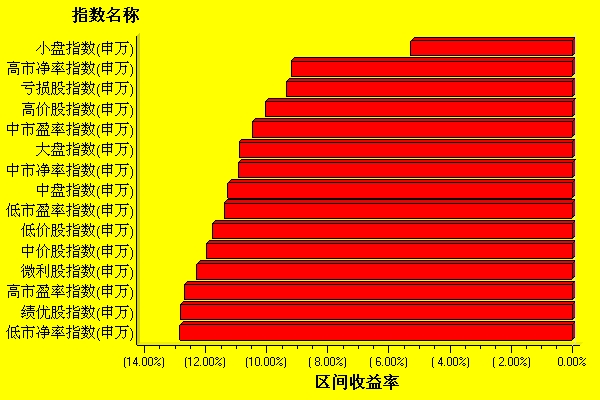 指数名称
小盘指数(申万)
高市净率指数(申万)
亏损股指数(申万)
高价股指数(申万)
中市盈率指数(申万)
大盘指数(申万)
中市净率指数(申万)
中盘指数(申万)
低市盈率指数(申万)
低价股指数(申万)
中价股指数(申万)
微利股指数(申万)
高市盈率指数(申万)
绩优股指数(申万)
低市净率指数(申万)
(14.00%) (12.00%) (10.00%) ( 8.00%) ( 6.00%) ( 4.00%) ( 2.00%) 0.00%
区间收益率